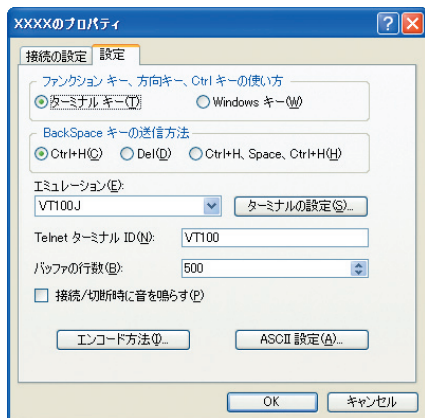 XXXXのプロパティ
接続の設定 設定
ファンクション キー、方向キー、Ctrl キーの使い方
ターミナル キー(T) Windows キー(W)
BackSpace キーの送信方法
Ctrl+H(C) Del(D) Ctrl+H、Space、Ctrl+H(H)
エミュレーション(E):
VT100J ターミナルの設定(S)...
Telnet ターミナル ID(N): VT100
バッファの行数(B): 500
接続/切断時に音を鳴らす(P)
エンコード方法(I)... ASCII 設定(A)...
OK キャンセル